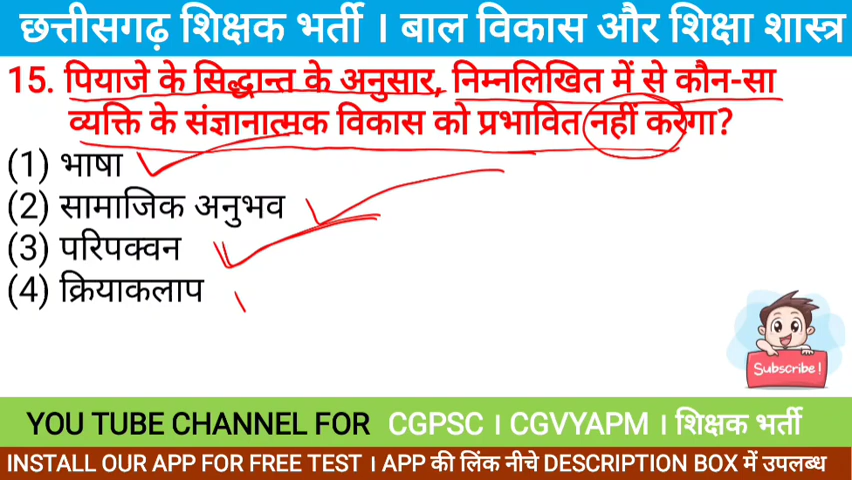 छत्तीसगढ़ शिक्षक भर्ती । बाल विकास और शिक्षा शास्त्र
15. पियाजे के सिद्धान्त के अनुसार, निम्नलिखित में से कौन-सा
व्यक्ति के संज्ञानात्मक विकास को प्रभावित नहीं करेगा?
(1) भाषा
(2) सामाजिक अनुभव
(3) परिपक्वन
(4) क्रियाकलाप
Subscribe!
YOU TUBE CHANNEL FOR CGPSC । CGVYAPM । शिक्षक भर्ती
INSTALL OUR APP FOR FREE TEST । APP की लिंक नीचे DESCRIPTION BOX में उपलब्ध